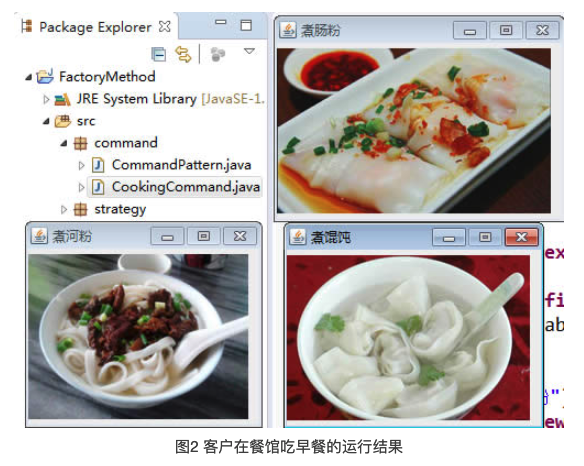 Package Explorer
FactoryMethod
JRE System Library [JavaSE-1.
src
command
CommandPattern.java
CookingCommand.java
strategy
煮肠粉
煮河粉
煮馄饨
ex
fi
ab
"
ew
图2 客户在餐馆吃早餐的运行结果